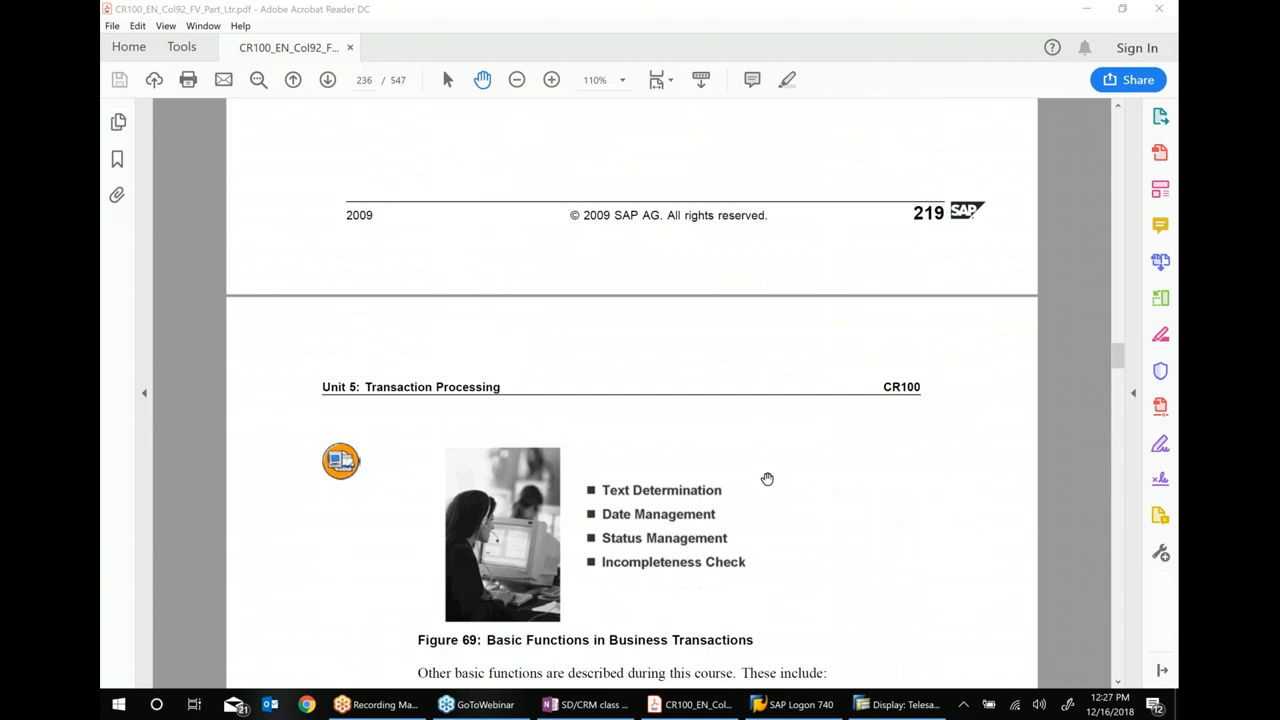 CR100_EN_Col92_FV_Part_Ltr.pdf - Adobe Acrobat Reader DC
File Edit View Window Help
Home Tools CR100_EN_Col92_F... × Sign In
236 / 547 110% Share
2009 © 2009 SAP AG. All rights reserved. 219 SAP
Unit 5: Transaction Processing CR100
Text Determination
Date Management
Status Management
Incompleteness Check
Figure 69: Basic Functions in Business Transactions
Other basic functions are described during this course. These include:
21 Recording Ma... GoToWebinar SD/CRM class ... CR100_EN_Col... SAP Logon 740 Display: Telesa... 12:27 PM
12/16/2018 12